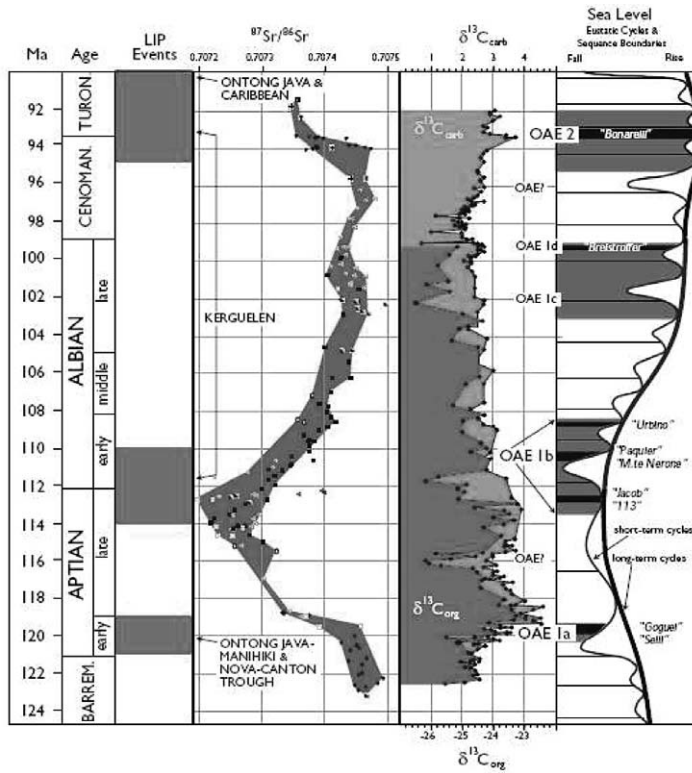 Ma
Age
LIP
Events
87Sr/86Sr
0.7072
0.7073
0.7074
0.7075
δ13Ccarb
1 2 3 4
Sea Level
Eustatic Cycles &
Sequence Boundaries
Fall
Rise
92
94
96
98
100
102
104
106
108
110
112
114
116
118
120
122
124
TURON.
CENOMAN.
ALBIAN
late
middle
early
APTIAN
late
early
BARREM.
ONTONG JAVA &
CARIBBEAN
KERGUELEN
ONTONG JAVA-
MANIHIKI &
NOVA-CANTON
TROUGH
δ13Ccarb
δ13Corg
OAE 2
OAE?
OAE 1d
OAE 1c
OAE 1b
OAE?
OAE 1a
"Bonarelli"
"Breistroffer"
"Urbino"
"Paquier"
"M.te Nerone"
"Jacob"
"113"
short-term cycles
long-term cycles
"Goguel"
"Selli"
-26 -25 -24 -23 -22
δ13Corg